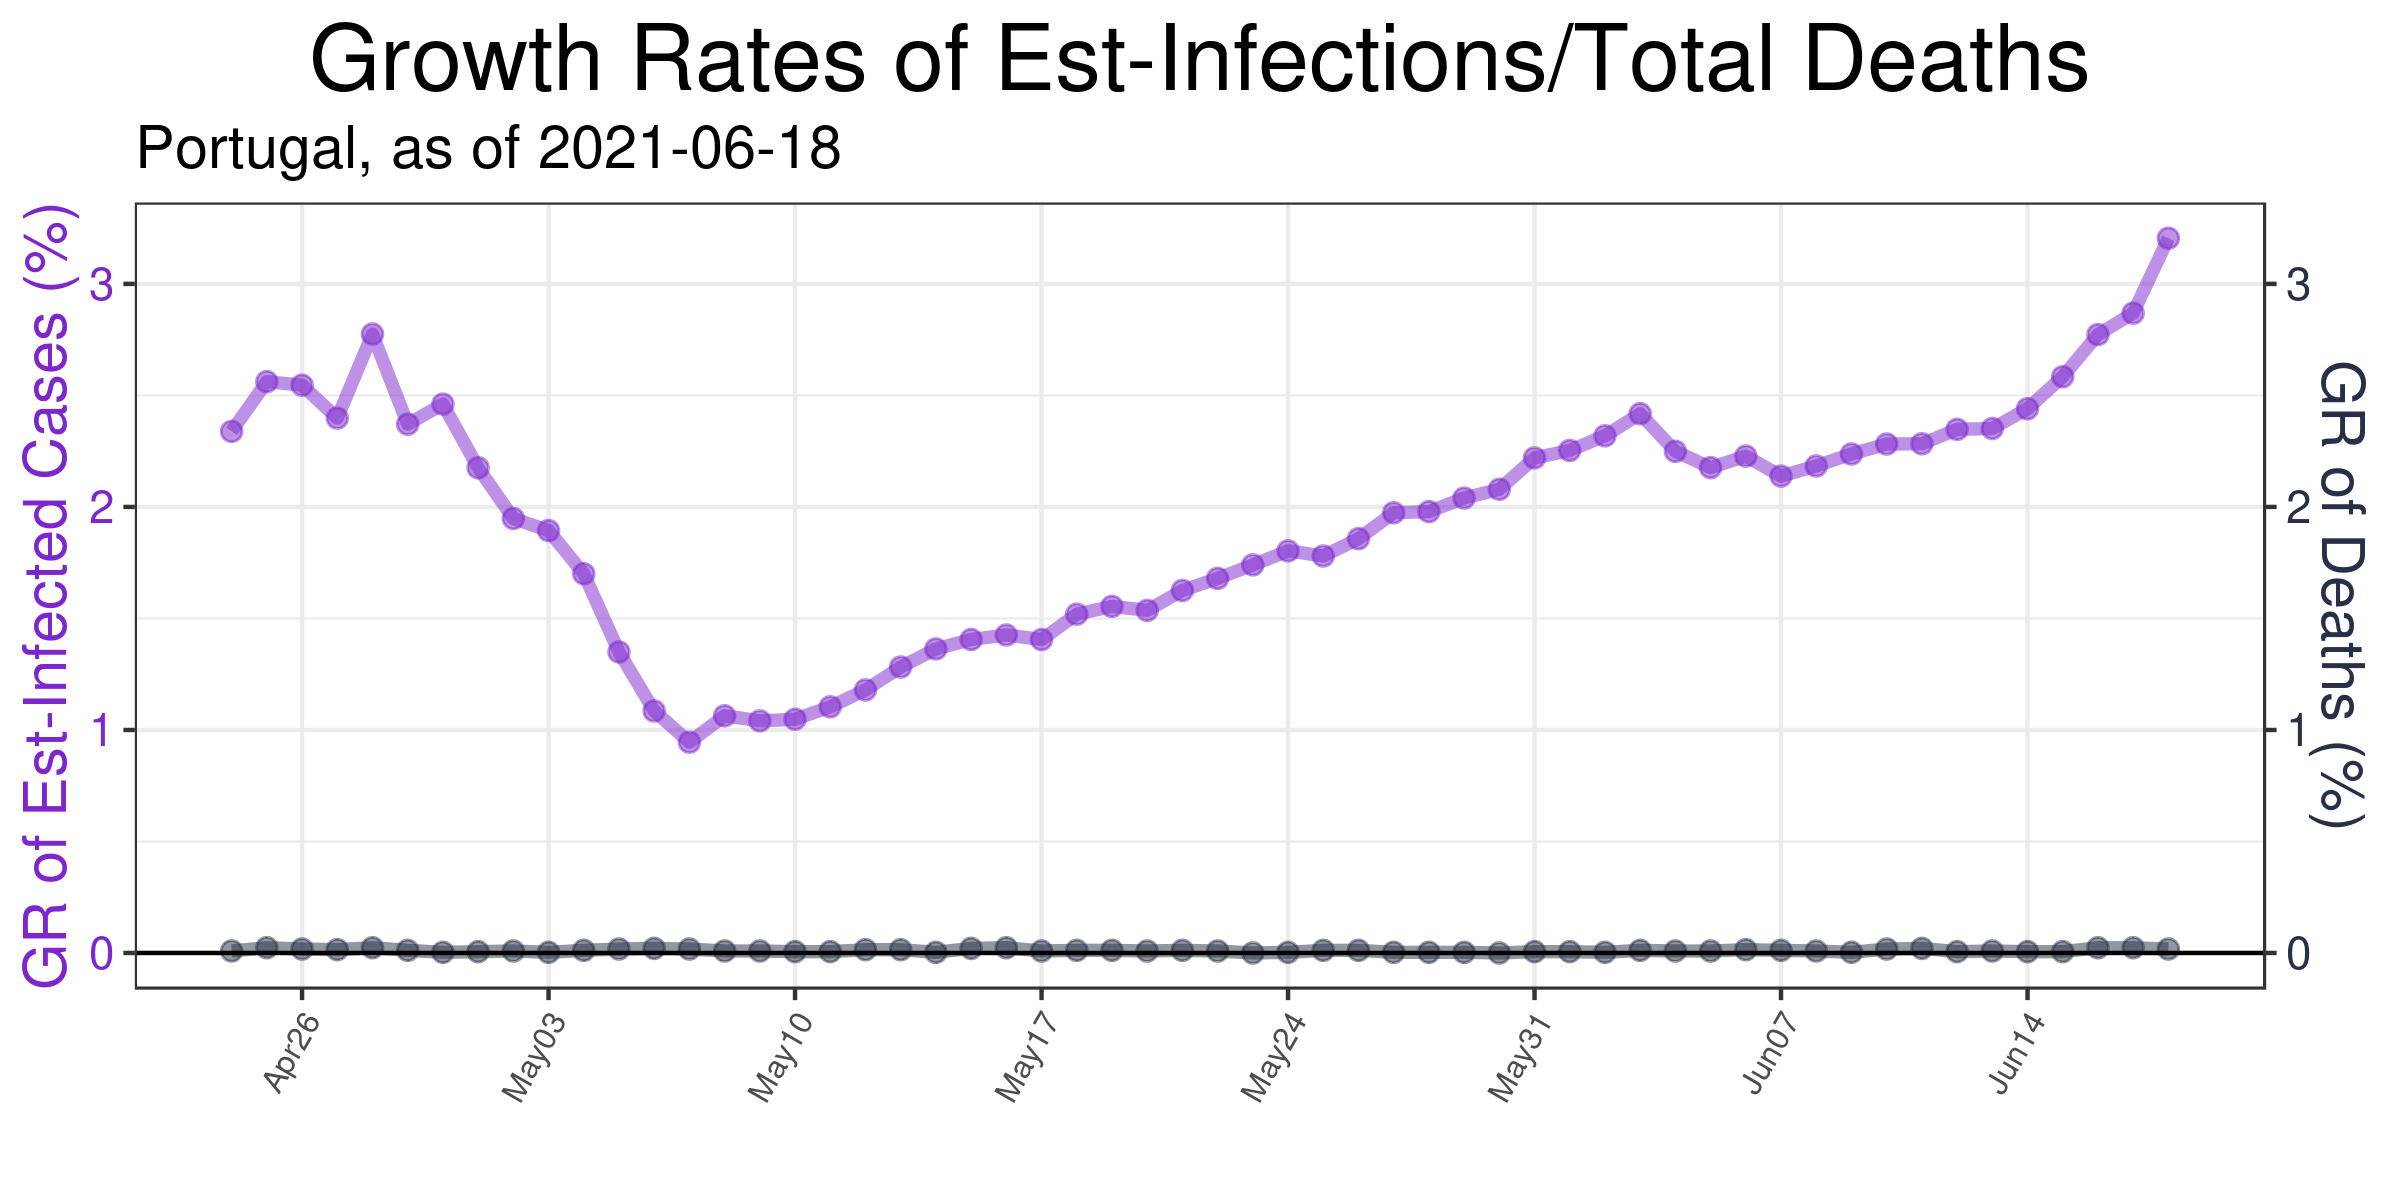 Growth Rates of Est-Infections/Total Deaths
Portugal, as of 2021-06-18
GR of Est-Infected Cases (%)
3
2
1
0
3
2
1
0
GR of Deaths (%)
Apr26
May03
May10
May17
May24
May31
Jun07
Jun14